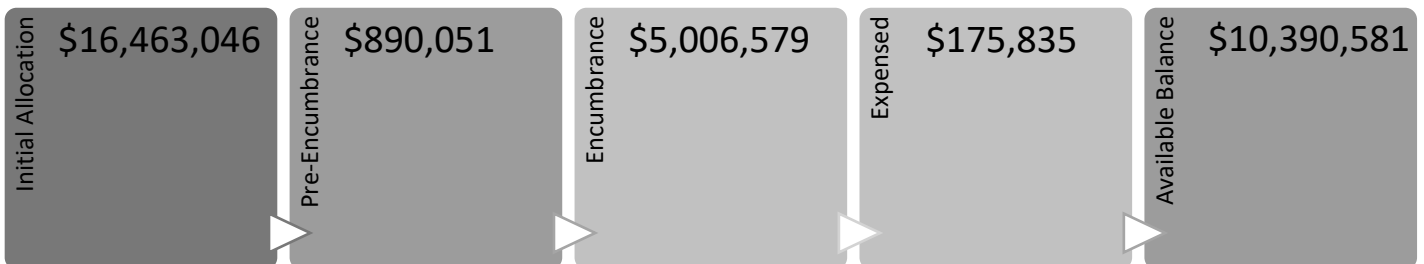 Initial Allocation
$16,463,046
Pre-Encumbrance
$890,051
Encumbrance
$5,006,579
Expensed
$175,835
Available Balance
$10,390,581